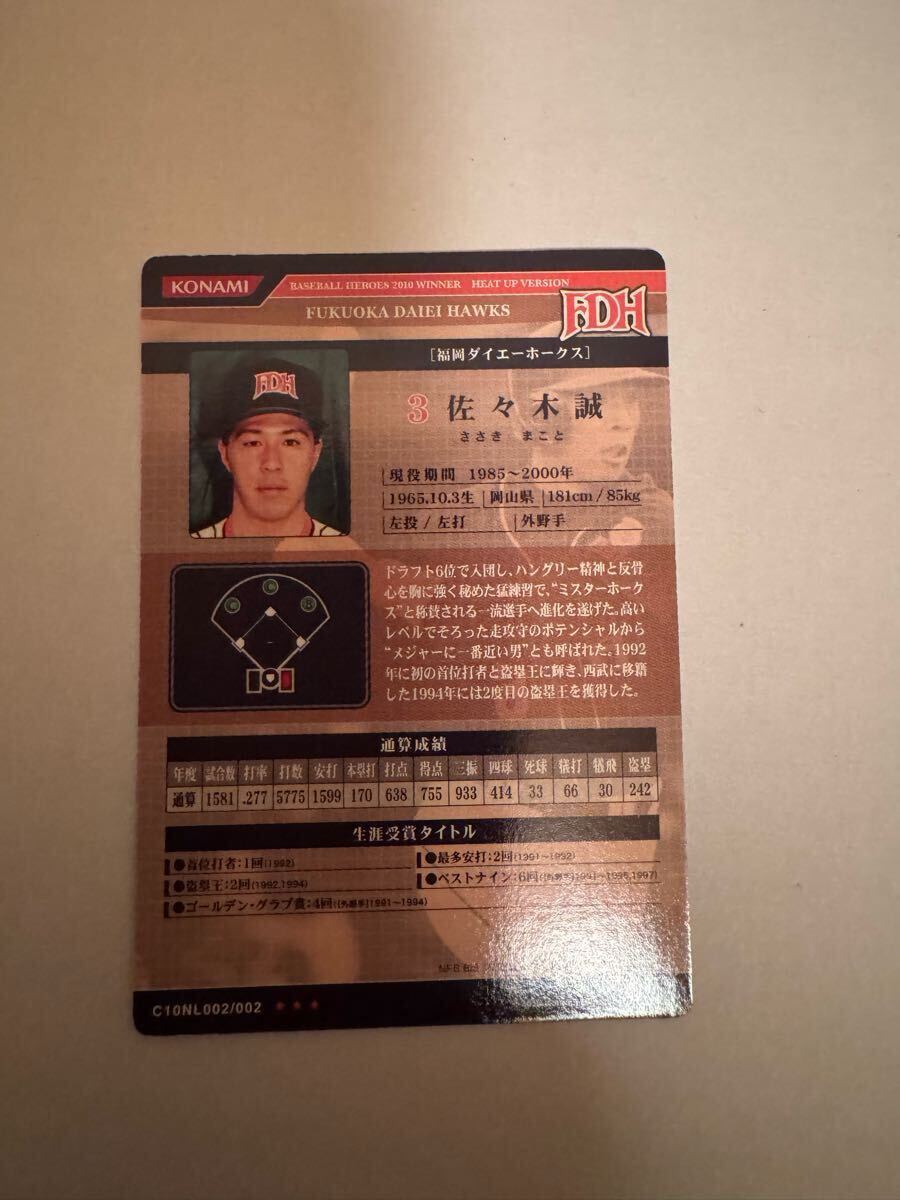 KONAMI
BASEBALL HEROES 2010 WINNER HEAT UP VERSION
FUKUOKA DAIEI HAWKS
FDH
[福岡ダイエーホークス]
FDH
3 佐々木誠
ささき まこと
現役期間 1985~2000年
1965.10.3生 岡山県 181cm/85kg
左投/左打 外野手
ドラフト6位で入団し、ハングリー精神と反骨
心を胸に強く秘めた猛練習で、“ミスターホーク
ス”と称賛される一流選手へ進化を遂げた。高い
レベルでそろった走攻守のポテンシャルから
“メジャーに一番近い男”とも呼ばれた。1992
年に初の首位打者と盗塁王に輝き、西武に移籍
した1994年には2度目の盗塁王を獲得した。
通算成績
年度 試合数 打率 打数 安打 本塁打 打点 得点 三振 四球 死球 犠打 犠飛 盗塁
通算 1581 .277 5775 1599 170 638 755 933 414 33 66 30 242
生涯受賞タイトル
●首位打者:1回(1992)
●最多安打:2回(1991~1992)
●盗塁王:2回(1992,1994)
●ベストナイン:6回([外野手]1991~1995,1997)
●ゴールデン・グラブ賞:4回([外野手]1991~1994)
C10NL002/002 ★★★